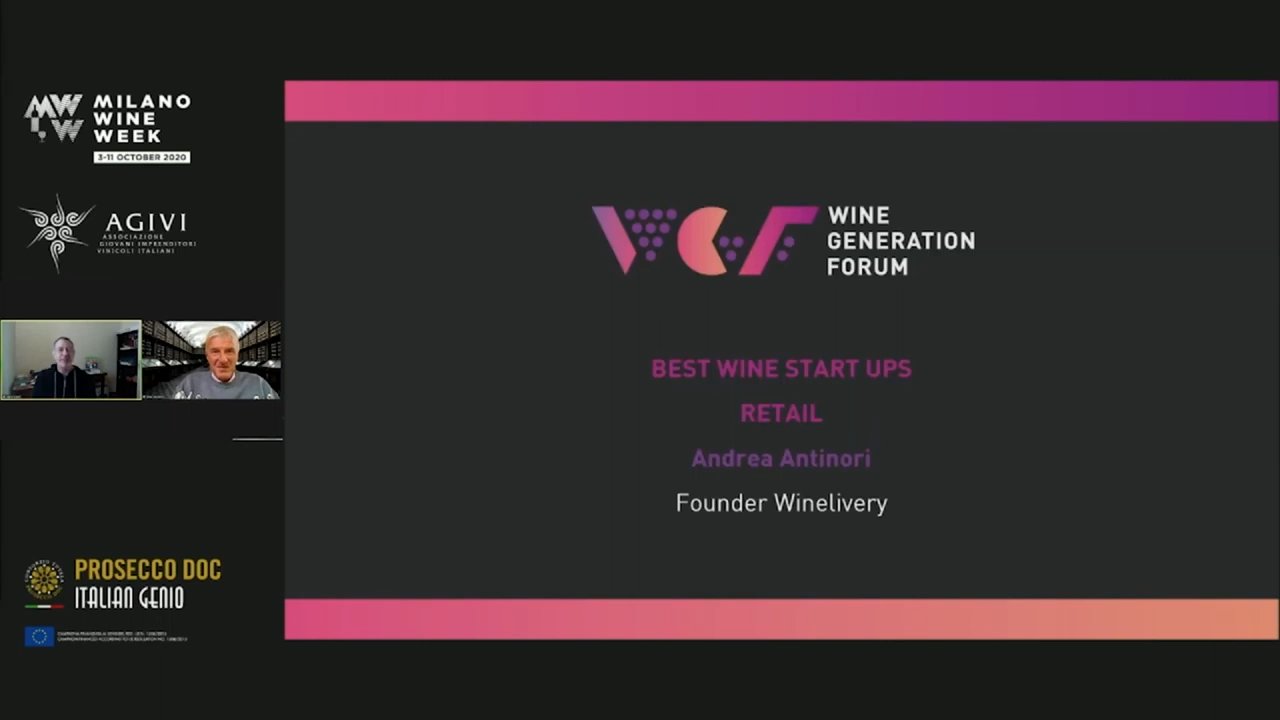 MILANO
WINE
WEEK
3-11 OCTOBER 2020
AGIVI
ASSOCIAZIONE
GIOVANI IMPRENDITORI
VINICOLI ITALIANI
WINE
GENERATION
FORUM
BEST WINE START UPS
RETAIL
Andrea Antinori
Founder Winelivery
PROSECCO DOC
ITALIAN GENIO